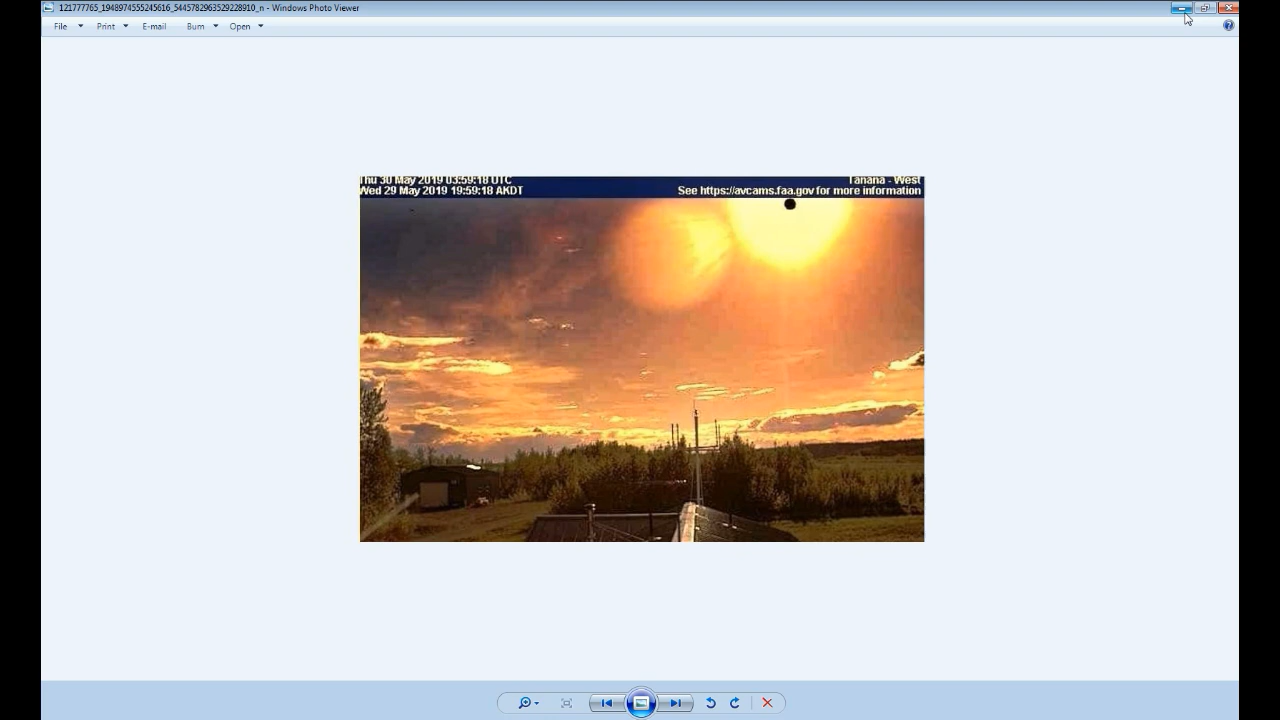 121777765_1948974555245616_5445782963529228910_n - Windows Photo Viewer
File Print E-mail Burn Open
Thu 30 May 2019 03:59:18 UTC Tanana - West
Wed 29 May 2019 19:59:18 AKDT See https://avcams.faa.gov for more information